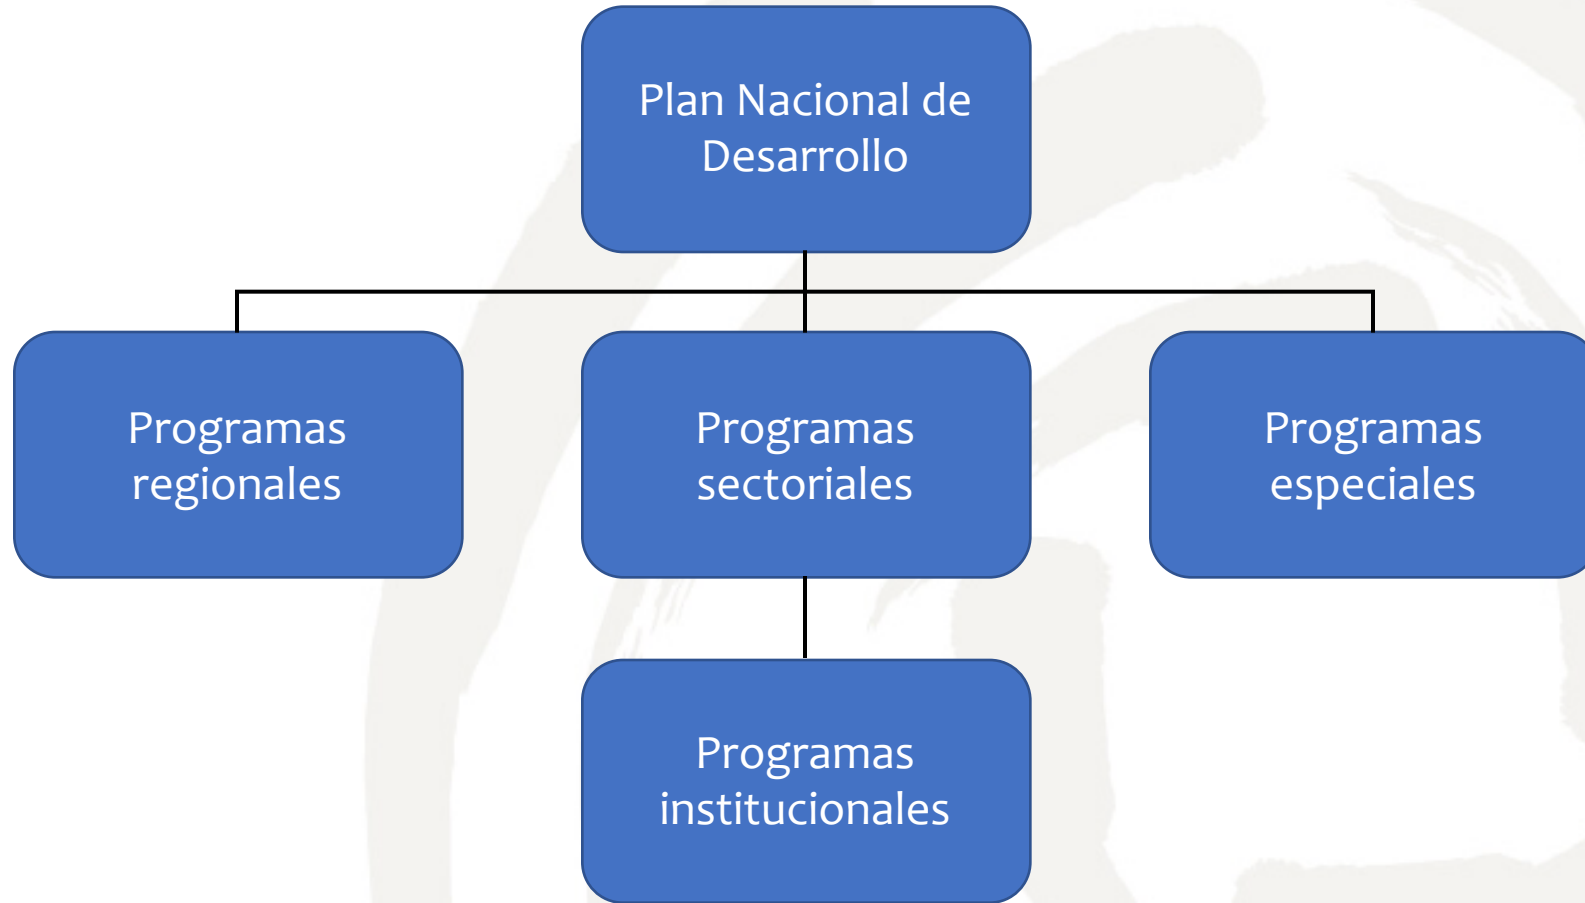 Plan Nacional de
Desarrollo
Programas
regionales
Programas
sectoriales
Programas
especiales
Programas
institucionales